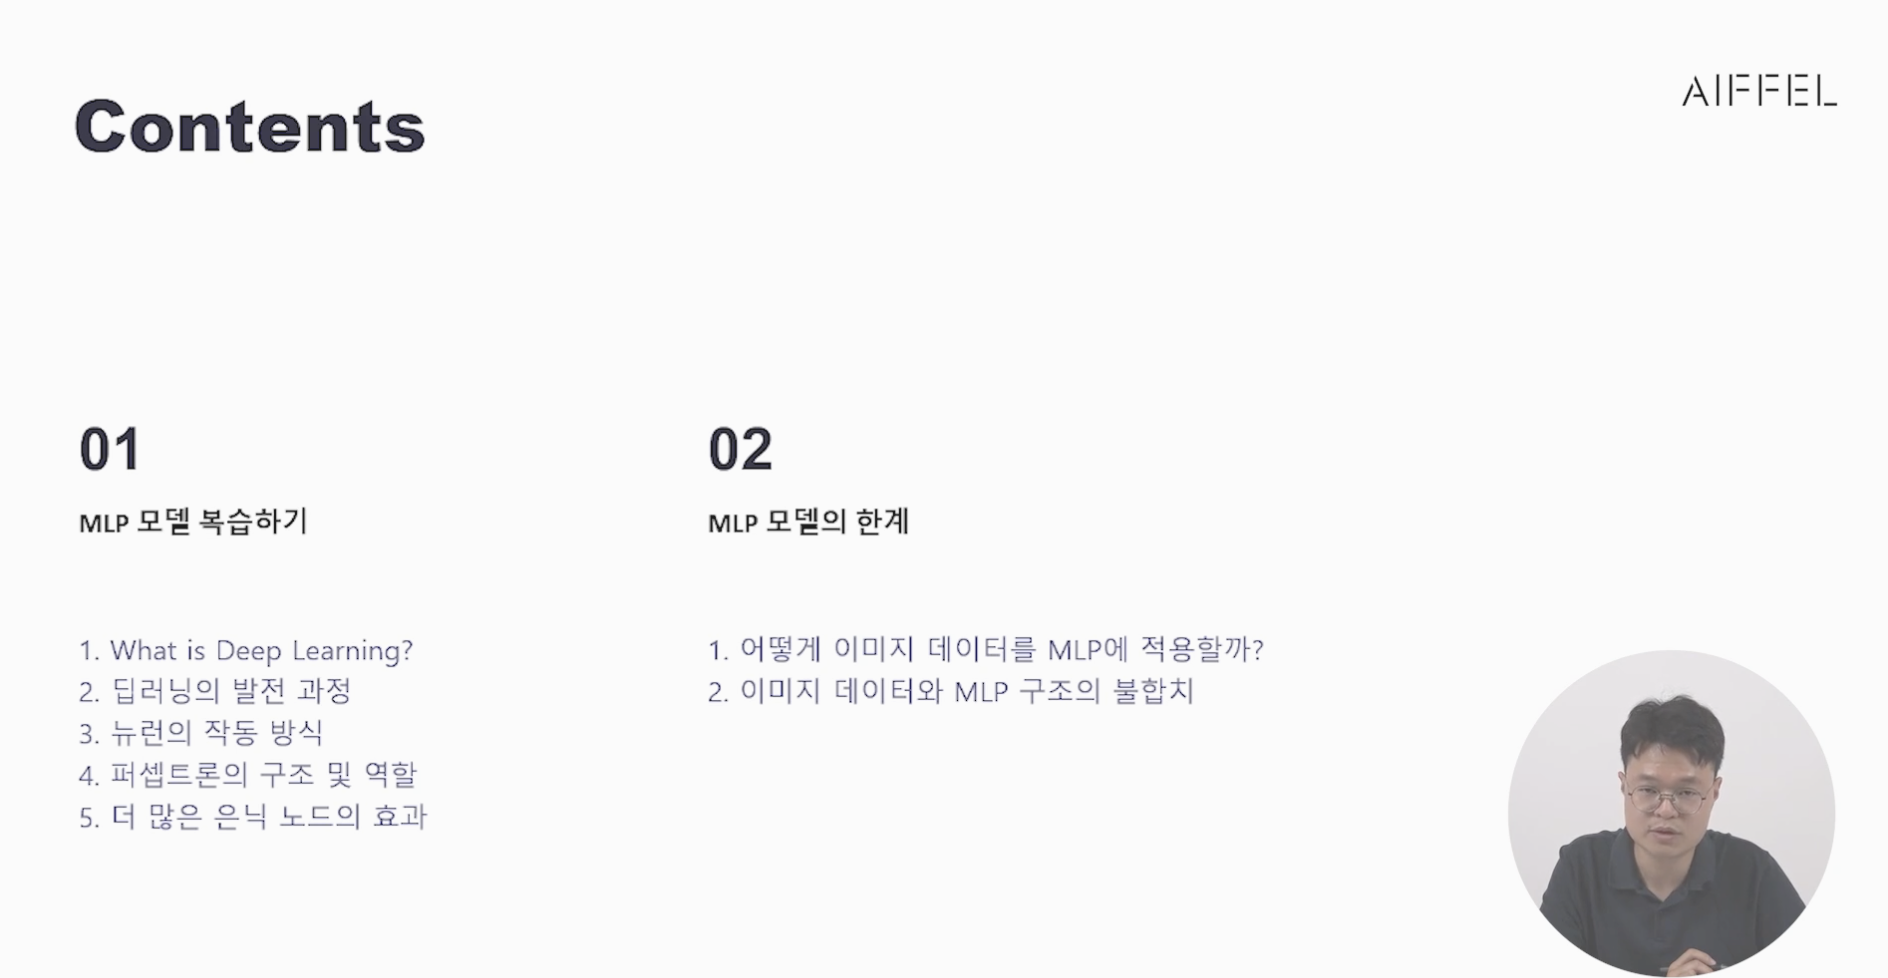 Contents
AIFFEL
01
MLP 모델 복습하기
1. What is Deep Learning?
2. 딥러닝의 발전 과정
3. 뉴런의 작동 방식
4. 퍼셉트론의 구조 및 역할
5. 더 많은 은닉 노드의 효과
02
MLP 모델의 한계
1. 어떻게 이미지 데이터를 MLP에 적용할까?
2. 이미지 데이터와 MLP 구조의 불합치